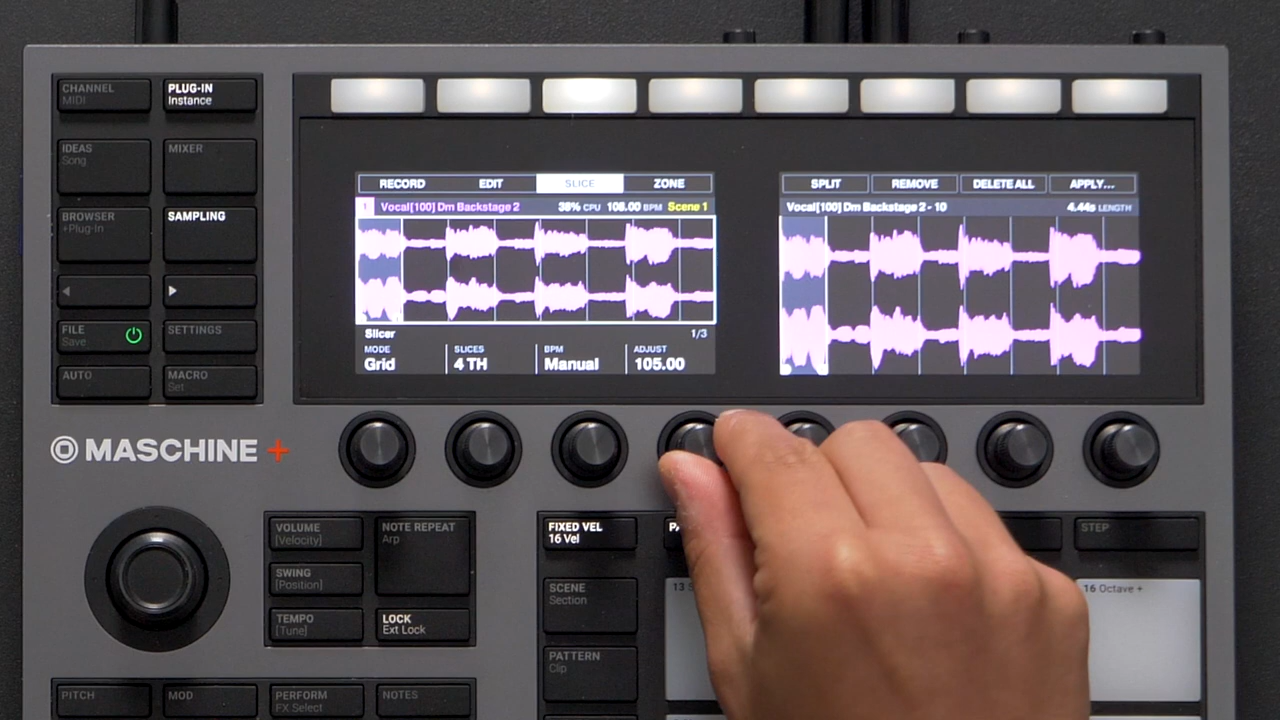 CHANNEL
MIDI
PLUG-IN
Instance
IDEAS
Song
MIXER
BROWSER
+Plug-In
SAMPLING
FILE
Save
SETTINGS
AUTO
MACRO
Set
RECORD EDIT SLICE ZONE
Vocal[100] Dm Backstage 2 38% CPU 108.00 BPM Scene 1
Slicer 1/3
MODE SLICES BPM ADJUST
Grid 4 TH Manual 105.00
SPLIT REMOVE DELETE ALL APPLY...
Vocal[100] Dm Backstage 2 - 10 4.44s LENGTH
MASCHINE +
VOLUME
[Velocity]
NOTE REPEAT
Arp
SWING
[Position]
TEMPO
[Tune]
LOCK
Ext Lock
FIXED VEL
16 Vel
STEP
SCENE
Section
13
16 Octave +
PATTERN
Clip
PITCH
MOD
PERFORM
FX Select
NOTES